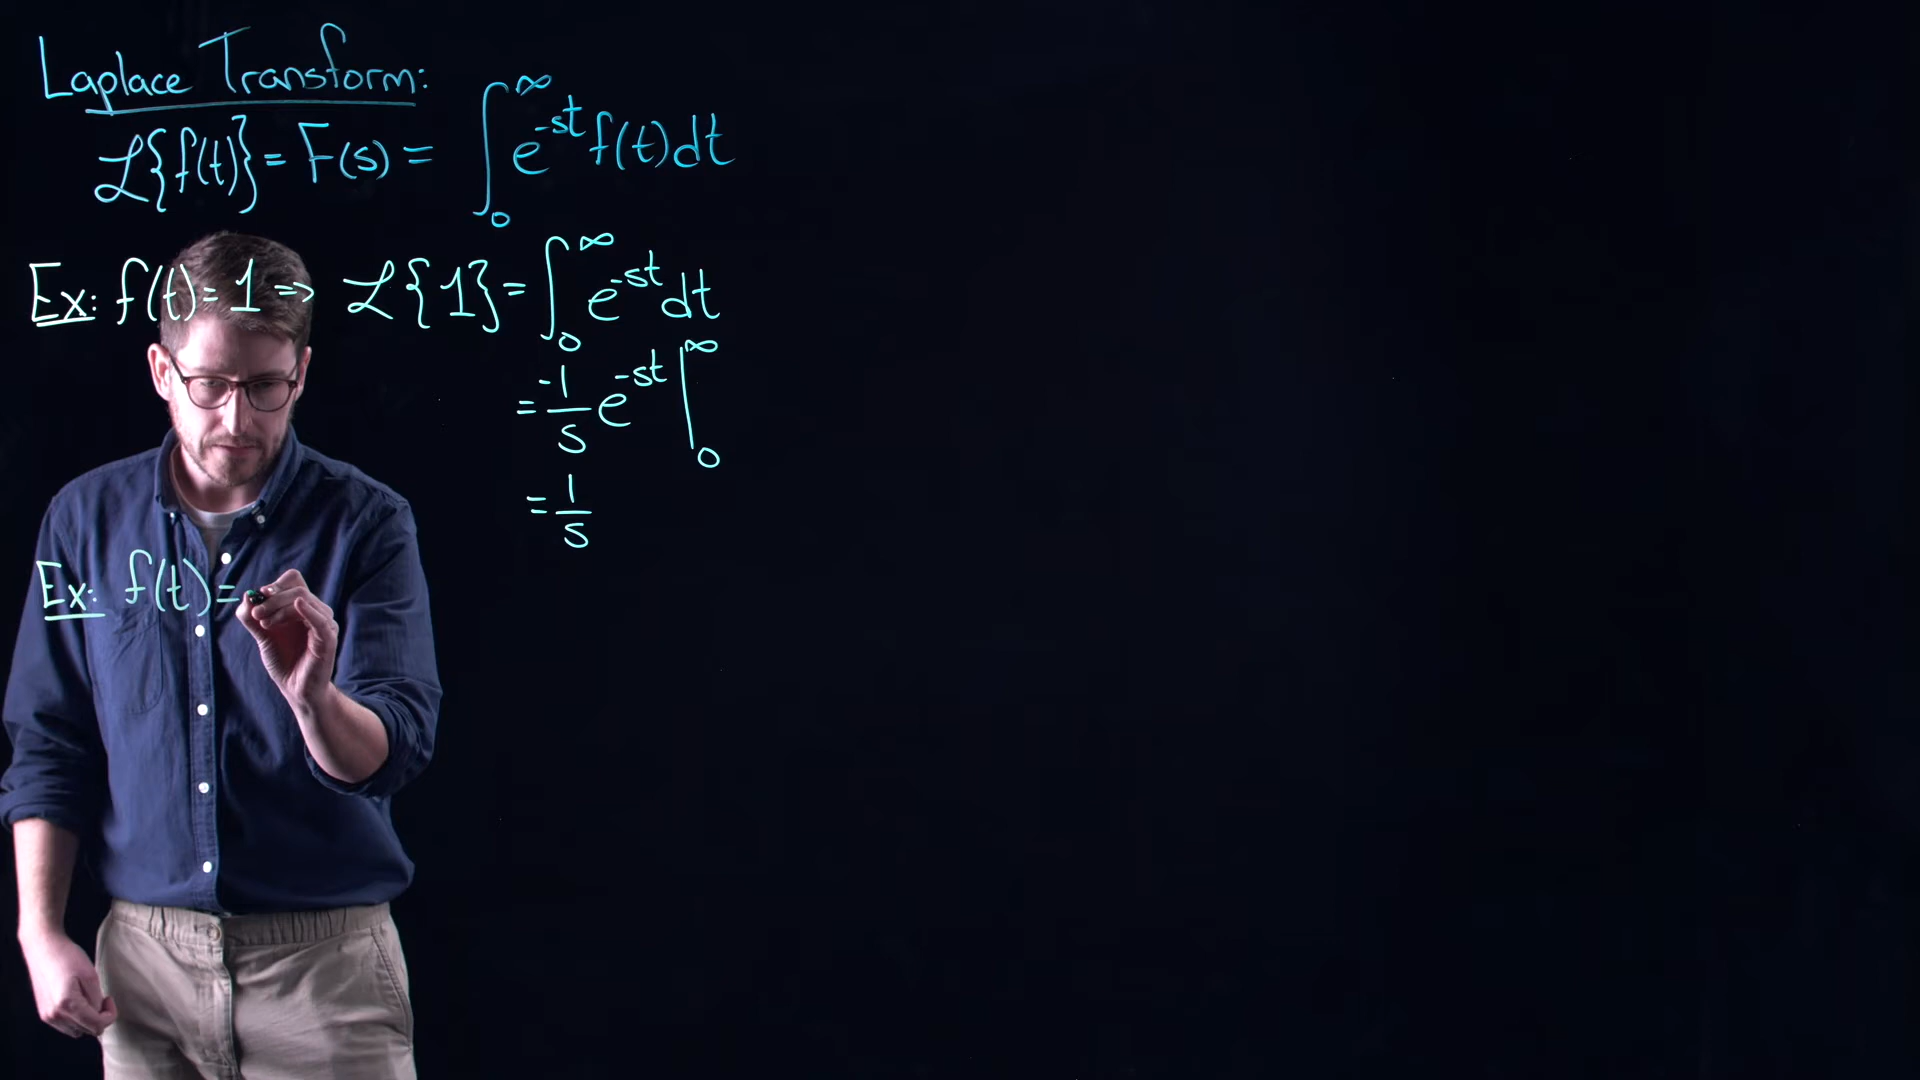 Laplace Transform:
ℒ{f(t)} = F(s) = ∫₀^∞ e^{-st} f(t) dt
Ex: f(t) = 1 => ℒ{1} = ∫₀^∞ e^{-st} dt
= -1/s e^{-st} |₀^∞
= 1/s
Ex: f(t) =